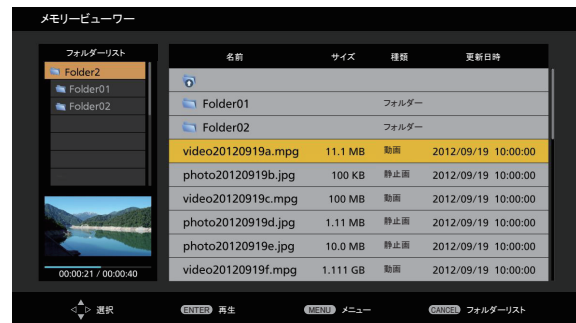 メモリービューワー
フォルダーリスト
Folder2
Folder01
Folder02
00:00:21 / 00:00:40
名前 サイズ 種類 更新日時
Folder01 フォルダー
Folder02 フォルダー
video20120919a.mpg 11.1 MB 動画 2012/09/19 10:00:00
photo20120919b.jpg 100 KB 静止画 2012/09/19 10:00:00
video20120919c.mpg 100 MB 動画 2012/09/19 10:00:00
photo20120919d.jpg 1.11 MB 静止画 2012/09/19 10:00:00
photo20120919e.jpg 10.0 MB 静止画 2012/09/19 10:00:00
video20120919f.mpg 1.111 GB 動画 2012/09/19 10:00:00
選択 ENTER 再生 MENU メニュー CANCEL フォルダーリスト